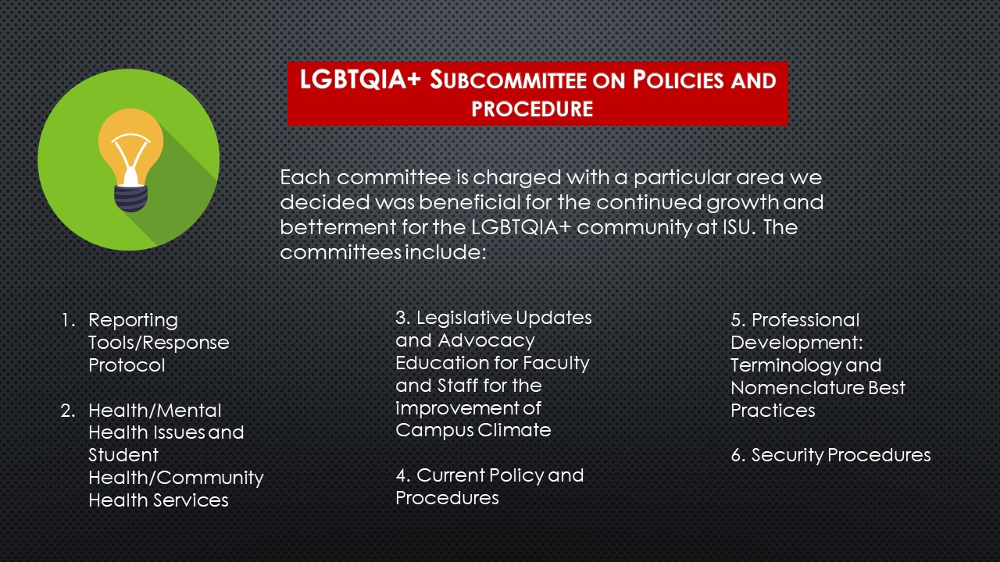 LGBTQIA+ SUBCOMMITTEE ON POLICIES AND
PROCEDURE
Each committee is charged with a particular area we
decided was beneficial for the continued growth and
betterment for the LGBTQIA+ community at ISU. The
committees include:
1. Reporting
Tools/Response
Protocol
2. Health/Mental
Health Issues and
Student
Health/Community
Health Services
3. Legislative Updates
and Advocacy
Education for Faculty
and Staff for the
improvement of
Campus Climate
4. Current Policy and
Procedures
5. Professional
Development:
Terminology and
Nomenclature Best
Practices
6. Security Procedures